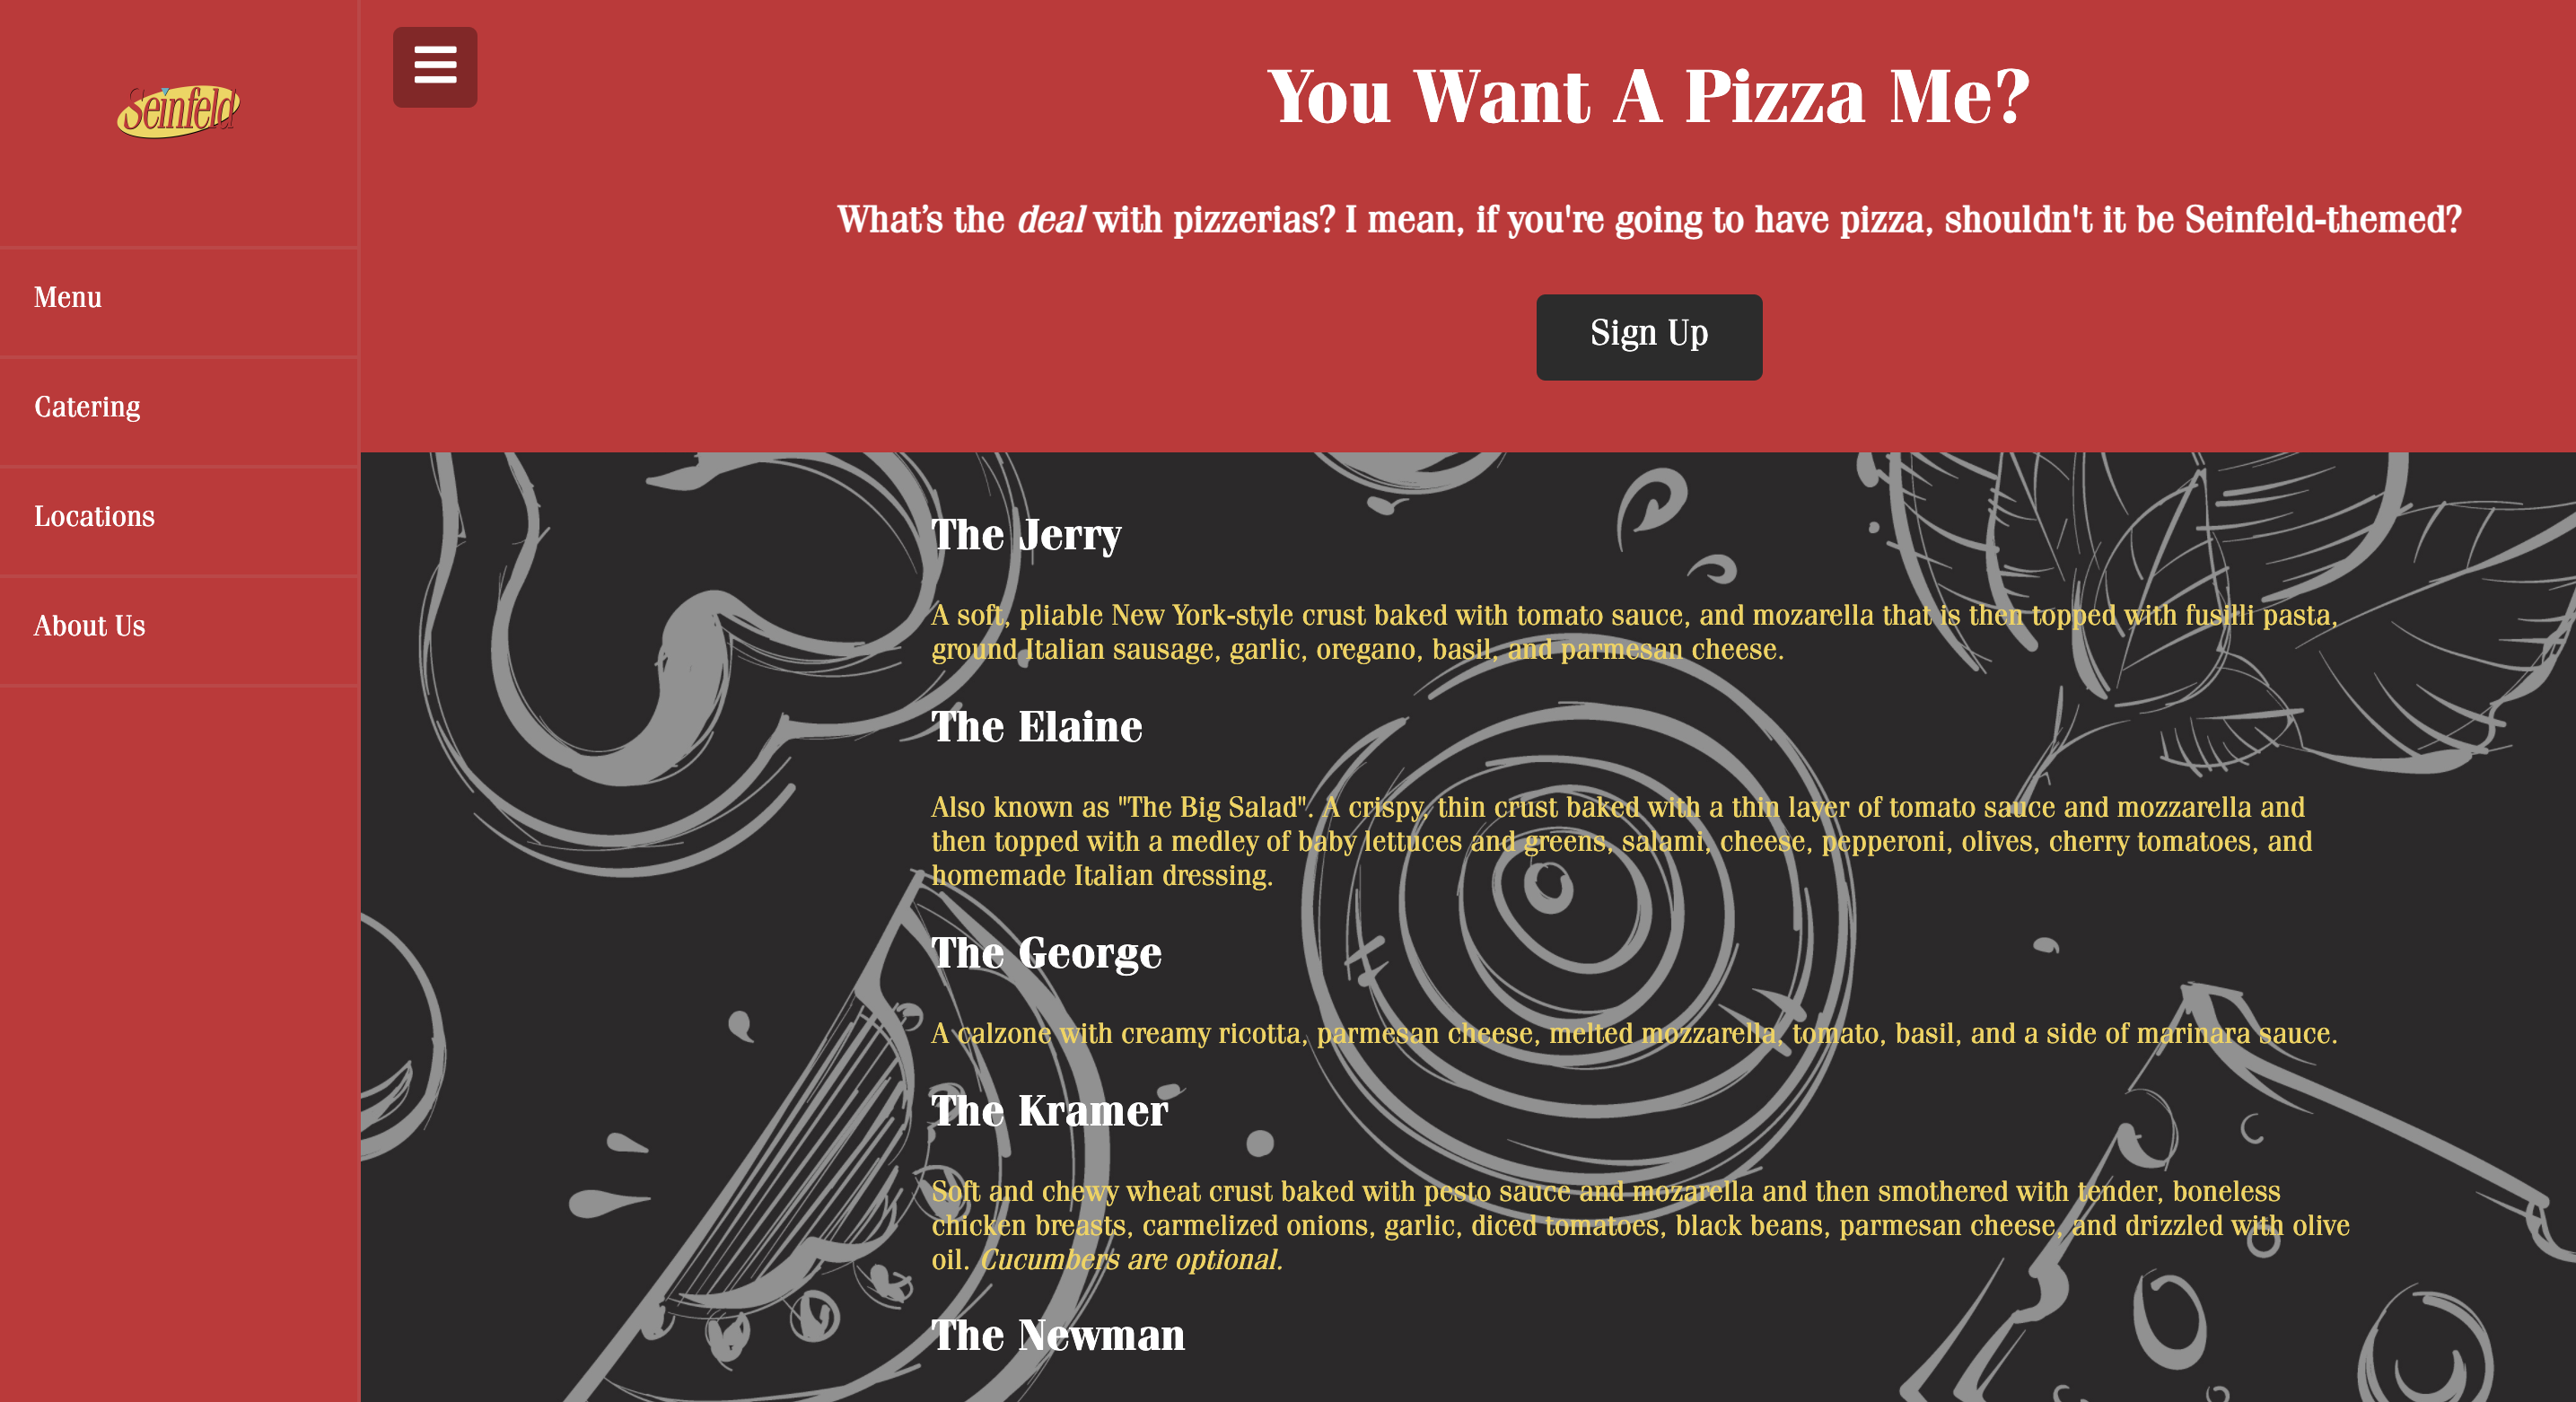 Seinfeld
Menu
Catering
Locations
About Us
You Want A Pizza Me?
What’s the deal with pizzerias? I mean, if you're going to have pizza, shouldn't it be Seinfeld-themed?
Sign Up
The Jerry
A soft, pliable New York-style crust baked with tomato sauce, and mozarella that is then topped with fusilli pasta,
ground Italian sausage, garlic, oregano, basil, and parmesan cheese.
The Elaine
Also known as "The Big Salad". A crispy, thin crust baked with a thin layer of tomato sauce and mozzarella and
then topped with a medley of baby lettuces and greens, salami, cheese, pepperoni, olives, cherry tomatoes, and
homemade Italian dressing.
The George
A calzone with creamy ricotta, parmesan cheese, melted mozzarella, tomato, basil, and a side of marinara sauce.
The Kramer
Soft and chewy wheat crust baked with pesto sauce and mozarella and then smothered with tender, boneless
chicken breasts, carmelized onions, garlic, diced tomatoes, black beans, parmesan cheese, and drizzled with olive
oil. Cucumbers are optional.
The Newman